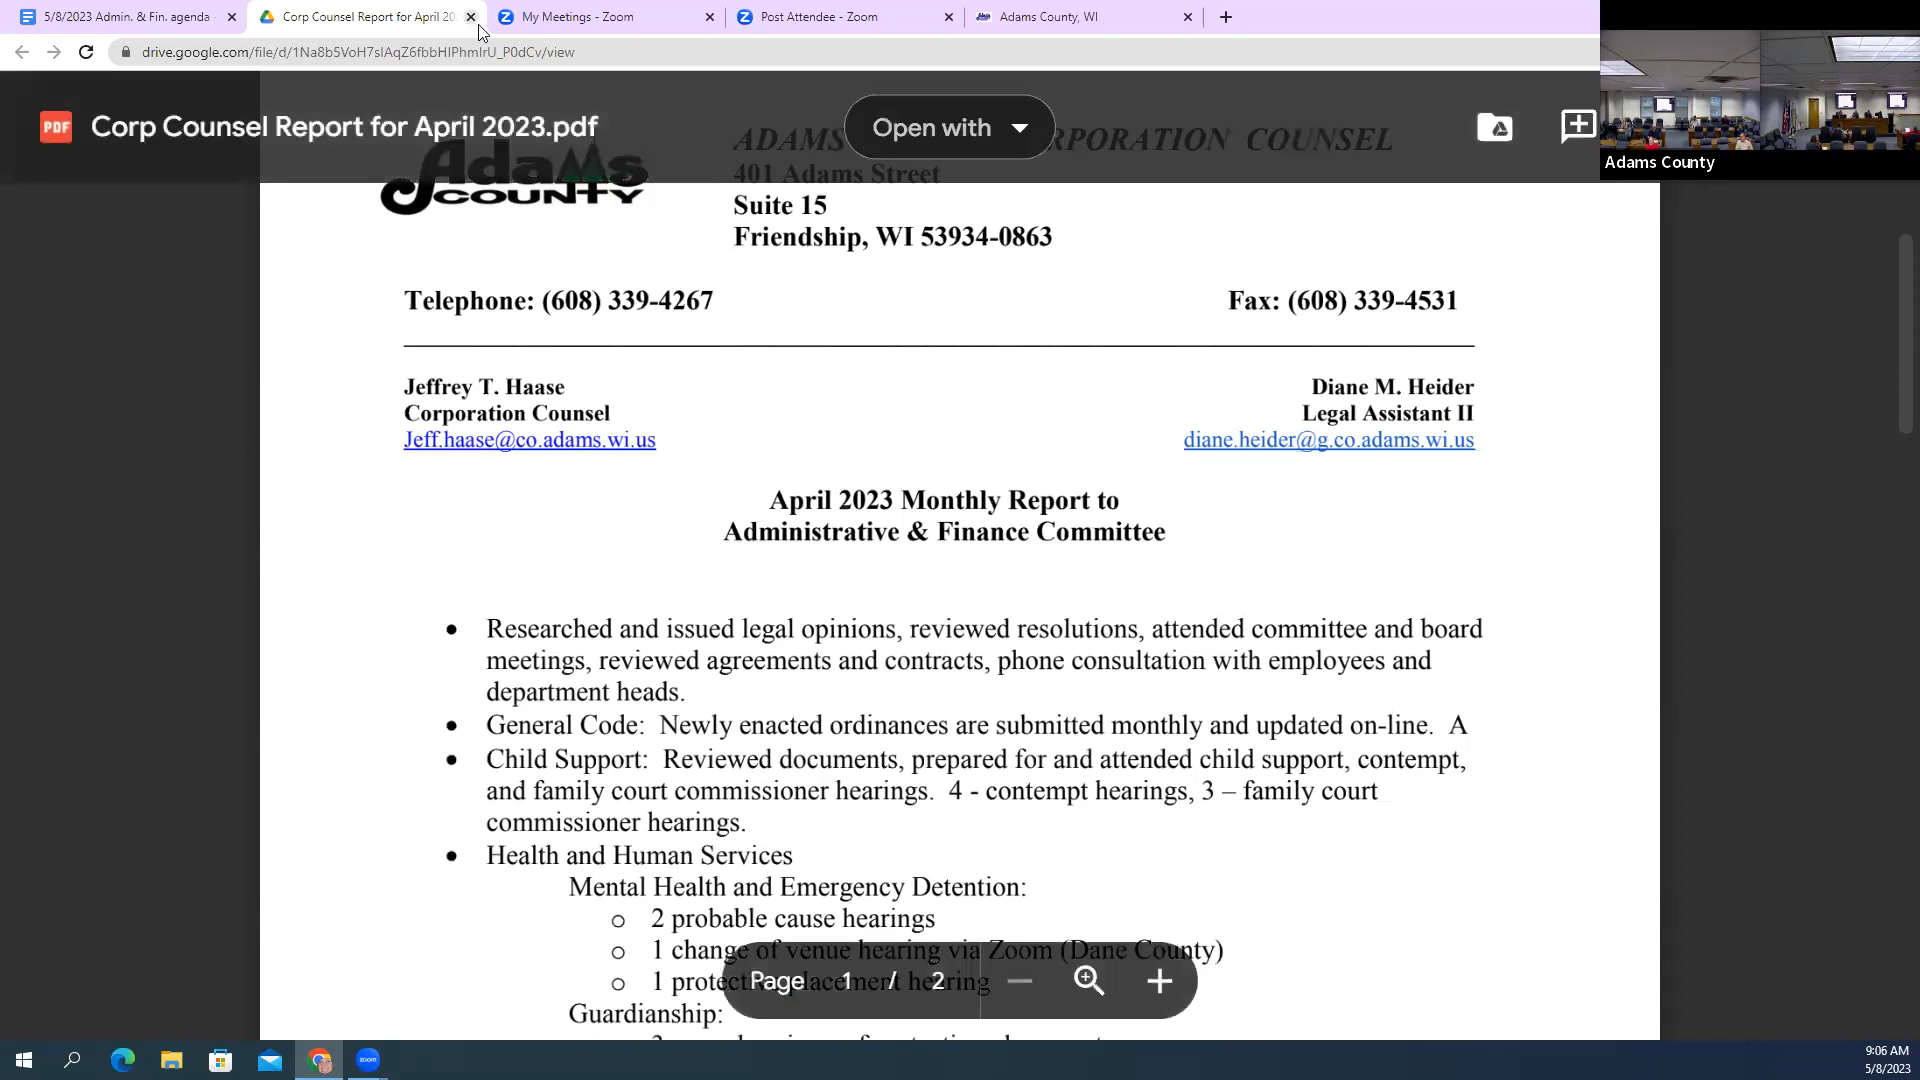 5/8/2023 Admin. & Fin. agenda
Corp Counsel Report for April 20
My Meetings - Zoom
Post Attendee - Zoom
Adams County, WI
drive.google.com/file/d/1Na8b5VoH7sIAqZ6fbbHIPhmIrU_P0dCv/view
PDF
Corp Counsel Report for April 2023.pdf
Open with
Adams County
Adams
COUNTY
ADAMS RPORATION COUNSEL
401 Adams Street
Suite 15
Friendship, WI 53934-0863
Telephone: (608) 339-4267
Fax: (608) 339-4531
Jeffrey T. Haase
Corporation Counsel
Jeff.haase@co.adams.wi.us
Diane M. Heider
Legal Assistant II
diane.heider@g.co.adams.wi.us
April 2023 Monthly Report to
Administrative & Finance Committee
• Researched and issued legal opinions, reviewed resolutions, attended committee and board
meetings, reviewed agreements and contracts, phone consultation with employees and
department heads.
• General Code: Newly enacted ordinances are submitted monthly and updated on-line. A
• Child Support: Reviewed documents, prepared for and attended child support, contempt,
and family court commissioner hearings. 4 - contempt hearings, 3 – family court
commissioner hearings.
• Health and Human Services
Mental Health and Emergency Detention:
o 2 probable cause hearings
o 1 change of venue hearing via Zoom (Dane County)
o 1 protective placement hearing
Guardianship:
Page 1 / 2
zoom
9:06 AM
5/8/2023